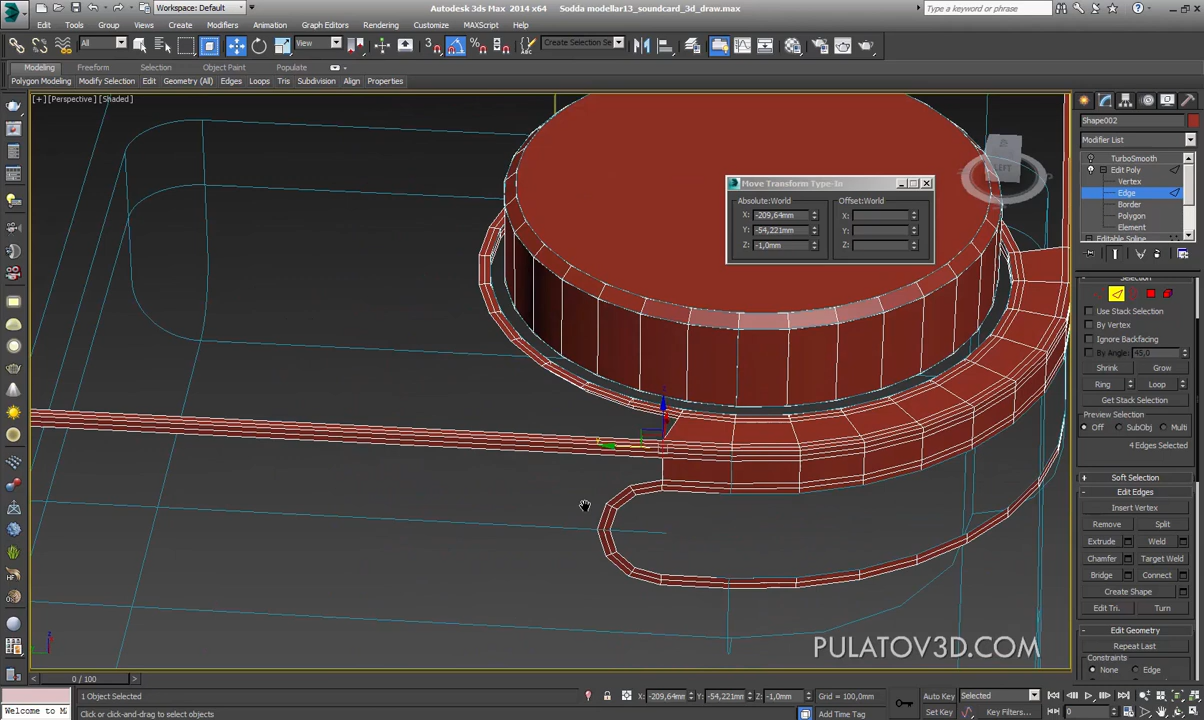 Workspace: Default
Autodesk 3ds Max 2014 x64 Sodda modellar13_soundcard_3d_draw.max
Type a keyword or phrase
Edit Tools Group Views Create Modifiers Animation Graph Editors Rendering Customize MAXScript Help
All
View
Create Selection Se
Modeling Freeform Selection Object Paint Populate
Polygon Modeling Modify Selection Edit Geometry (All) Edges Loops Tris Subdivision Align Properties
[+] [Perspective] [Shaded]
LEFT
Move Transform Type-In
Absolute:World Offset:World
X: -209,64mm X:
Y: -54,221mm Y:
Z: -1,0mm Z:
Shape002
Modifier List
TurboSmooth
Edit Poly
Vertex
Edge
Border
Polygon
Element
Editable Spline
Selection
Use Stack Selection
By Vertex
Ignore Backfacing
By Angle: 45,0
Shrink Grow
Ring Loop
Get Stack Selection
Preview Selection
Off SubObj Multi
4 Edges Selected
Soft Selection
Edit Edges
Insert Vertex
Remove Split
Extrude Weld
Chamfer Target Weld
Bridge Connect
Create Shape
Edit Tri. Turn
Edit Geometry
Repeat Last
Constraints
None Edge
PULATOV3D.COM
0 / 100
1 Object Selected
X: -209,64mm Y: -54,221mm Z: -1,0mm Grid = 100,0mm
Auto Key Selected
Welcome to M
Click or click-and-drag to select objects
Add Time Tag
Set Key Key Filters... 0